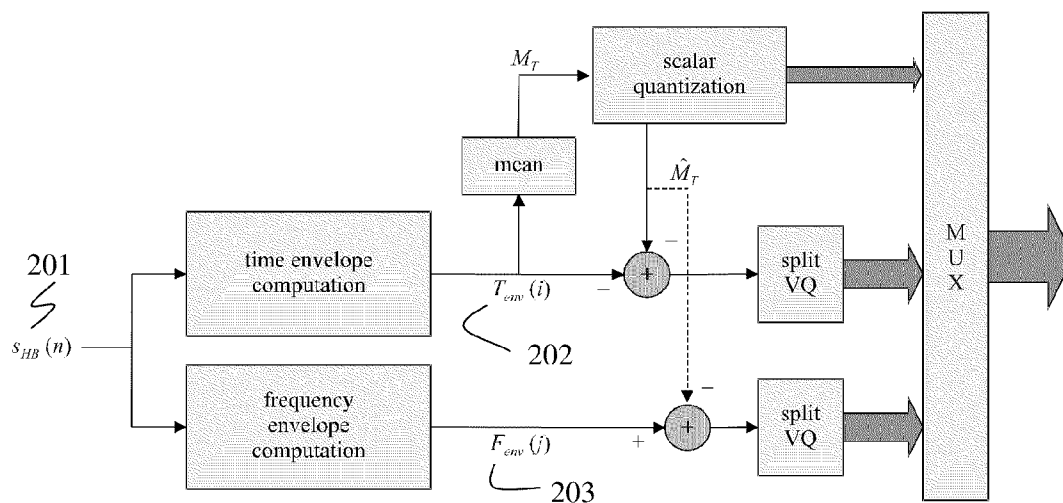 M_T
scalar
quantization
mean
M̂_T
201
time envelope
computation
T_env (i)
−
−
+
split
VQ
M
U
X
s_HB (n)
202
frequency
envelope
computation
F_env (j)
+
−
+
split
VQ
203